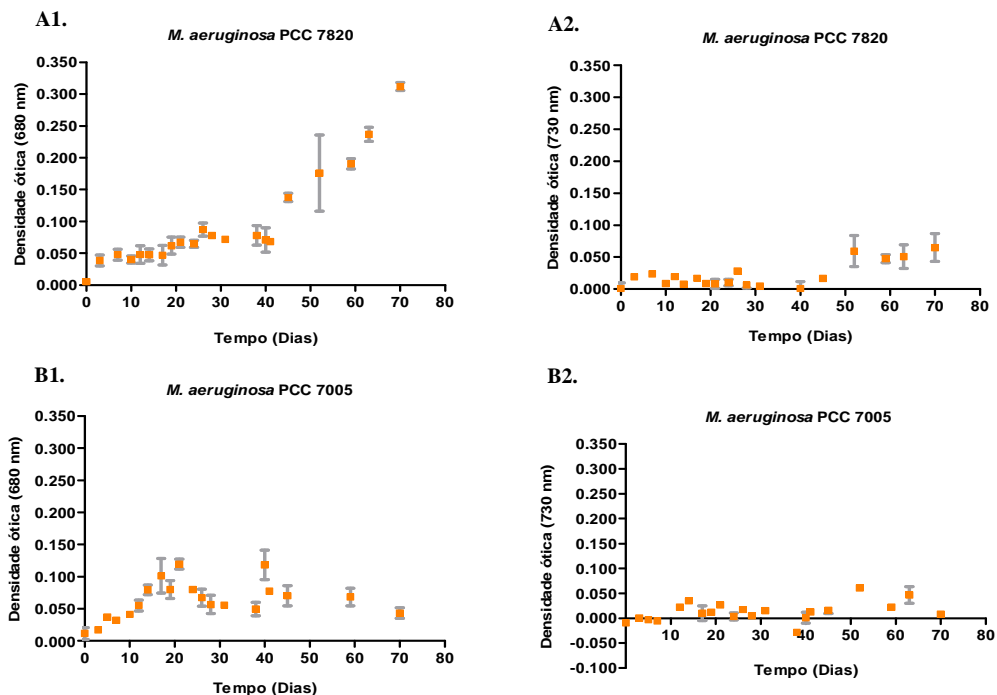 A1.
M. aeruginosa PCC 7820
Densidade ótica (680 nm)
0.350
0.300
0.250
0.200
0.150
0.100
0.050
0.000
0 10 20 30 40 50 60 70 80
Tempo (Dias)
A2.
M. aeruginosa PCC 7820
Densidade ótica (730 nm)
0.350
0.300
0.250
0.200
0.150
0.100
0.050
0.000
0 10 20 30 40 50 60 70 80
Tempo (Dias)
B1.
M. aeruginosa PCC 7005
Densidade ótica (680 nm)
0.350
0.300
0.250
0.200
0.150
0.100
0.050
0.000
0 10 20 30 40 50 60 70 80
Tempo (Dias)
B2.
M. aeruginosa PCC 7005
Densidade ótica (730 nm)
0.350
0.300
0.250
0.200
0.150
0.100
0.050
0.000
-0.050
-0.100
10 20 30 40 50 60 70 80
Tempo (Dias)